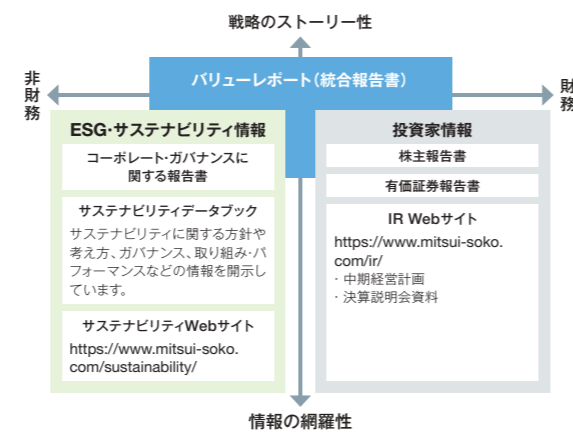 戦略のストーリー性
非財務
財務
バリューレポート（統合報告書）
ESG・サステナビリティ情報
コーポレート・ガバナンスに
関する報告書
サステナビリティデータブック
サステナビリティに関する方針や
考え方、ガバナンス、取り組み・パ
フォーマンスなどの情報を開示し
ています。
サステナビリティWebサイト
https://www.mitsui-soko.
com/sustainability/
投資家情報
株主報告書
有価証券報告書
IR Webサイト
https://www.mitsui-soko.
com/ir/
・中期経営計画
・決算説明会資料
情報の網羅性